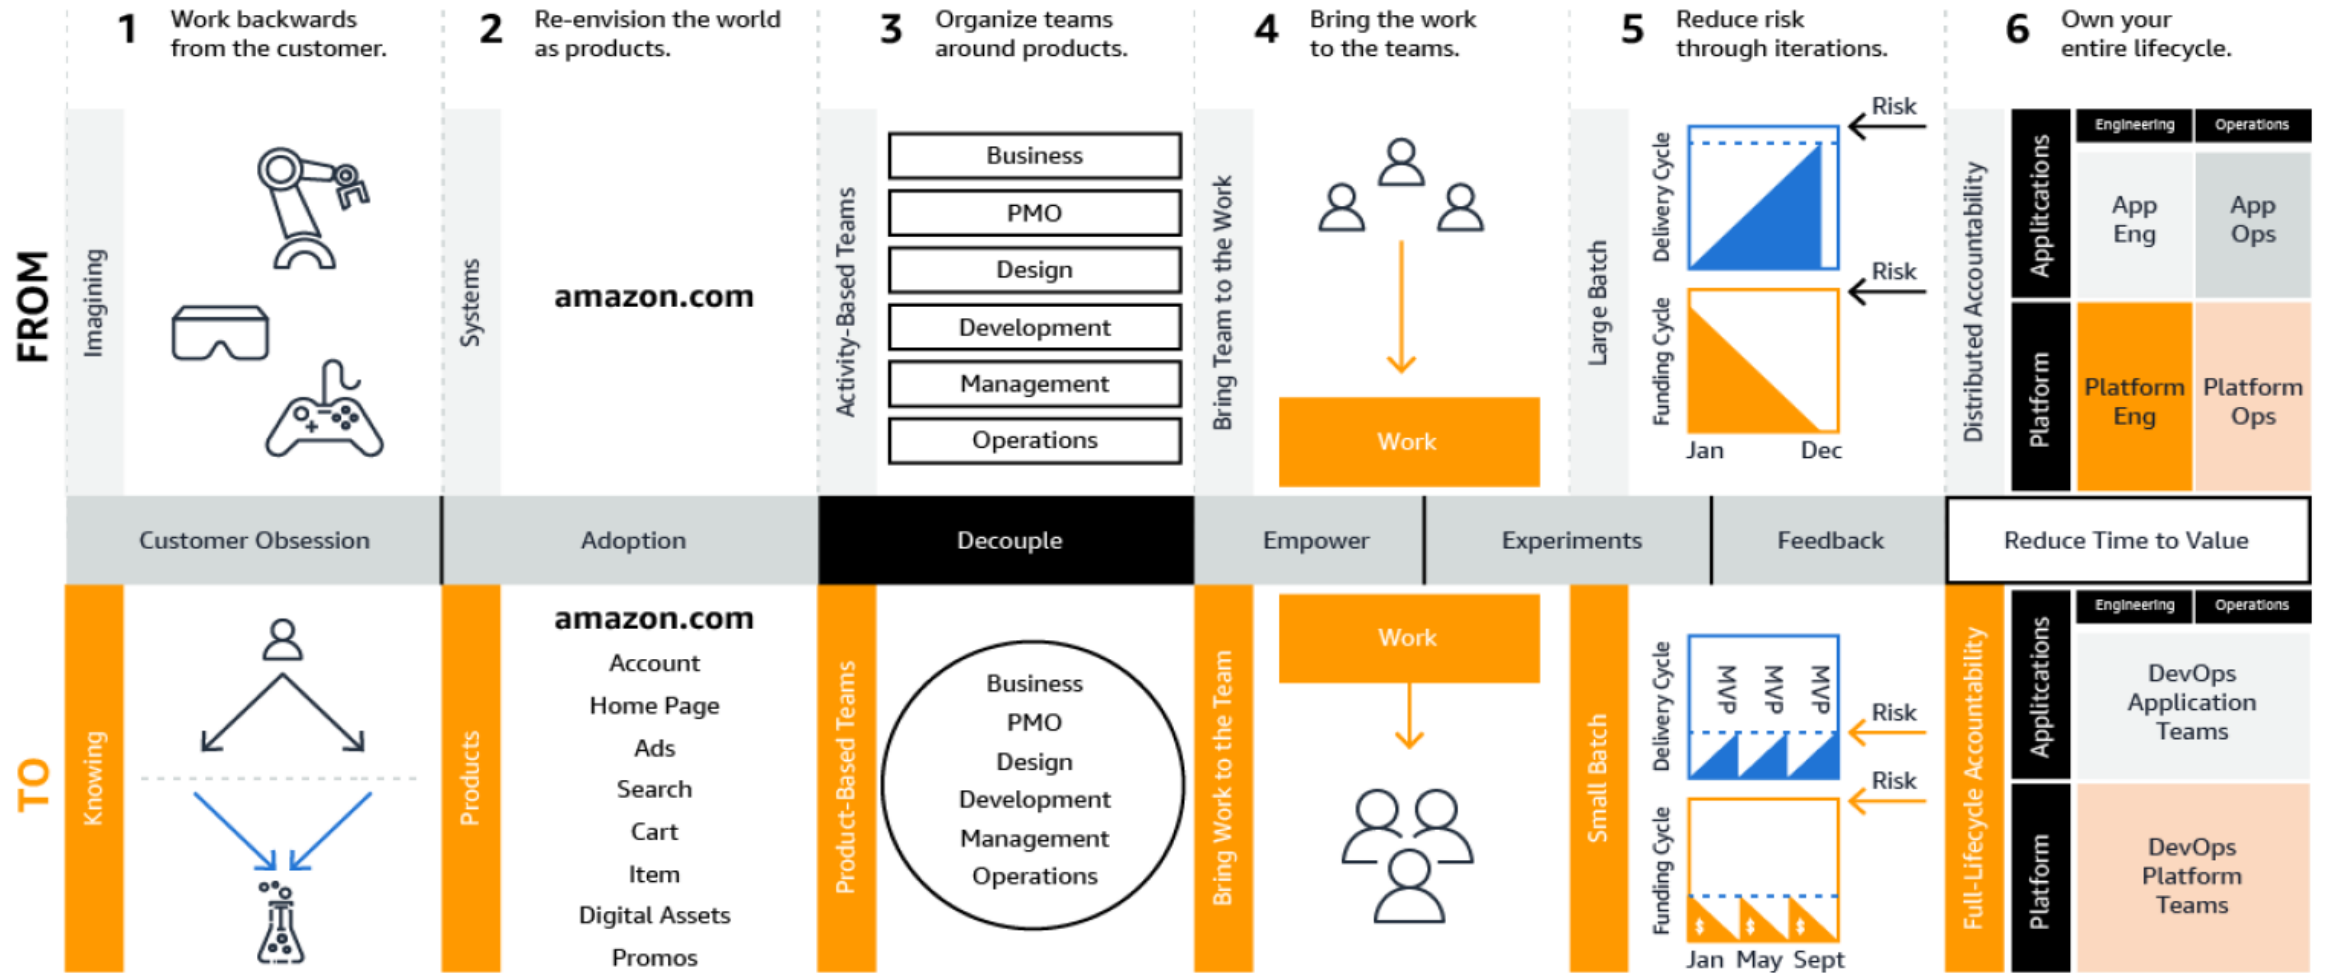 1 Work backwards
from the customer.
2 Re-envision the world
as products.
3 Organize teams
around products.
4 Bring the work
to the teams.
5 Reduce risk
through iterations.
6 Own your
entire lifecycle.
FROM
Imagining
Systems
amazon.com
Activity-Based Teams
Business
PMO
Design
Development
Management
Operations
Bring Team to the Work
Work
Large Batch
Delivery Cycle
Risk
Funding Cycle
Risk
Jan Dec
Distributed Accountability
Engineering Operations
Applitcations
App
Eng
App
Ops
Platform
Platform
Eng
Platform
Ops
Customer Obsession
Adoption
Decouple
Empower
Experiments
Feedback
Reduce Time to Value
TO
Knowing
Products
amazon.com
Account
Home Page
Ads
Search
Cart
Item
Digital Assets
Promos
Product-Based Teams
Business
PMO
Design
Development
Management
Operations
Bring Work to the Team
Work
Small Batch
Delivery Cycle
MVP MVP MVP
Risk
Funding Cycle
Risk
$ $ $
Jan May Sept
Full-Lifecycle Accountability
Engineering Operations
Applitcations
DevOps
Application
Teams
Platform
DevOps
Platform
Teams